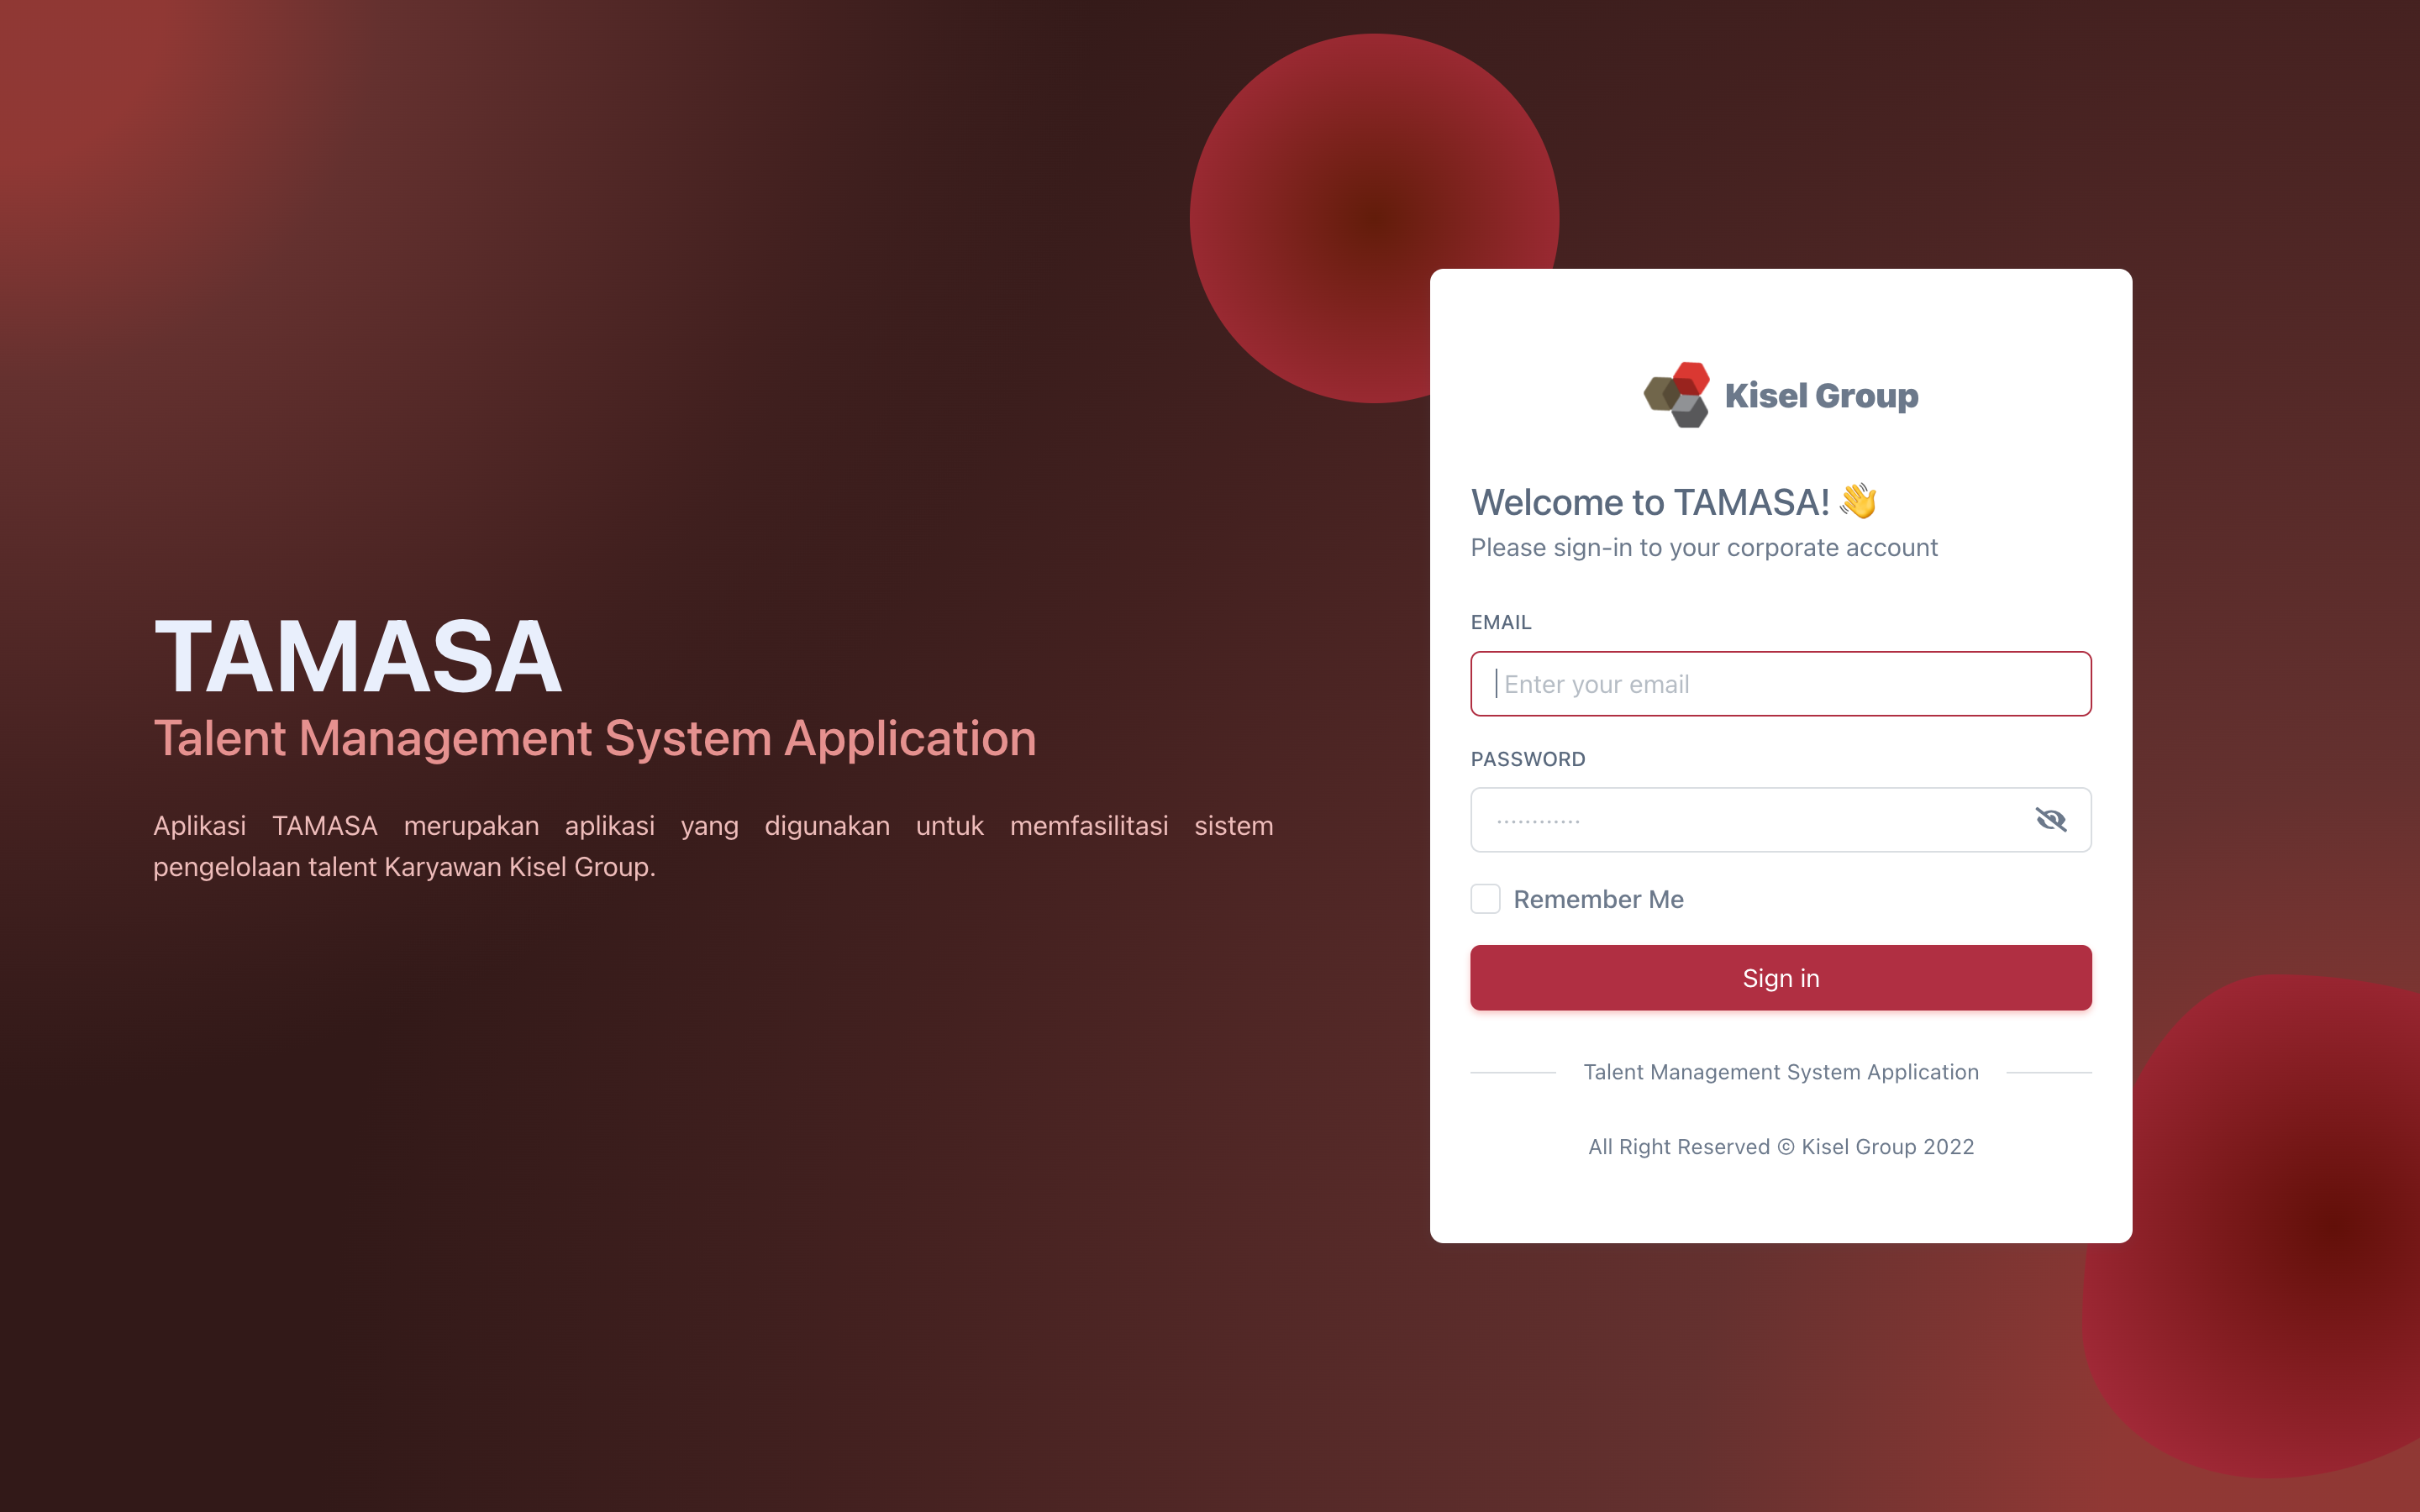 TAMASA
Talent Management System Application
Aplikasi TAMASA merupakan aplikasi yang digunakan untuk memfasilitasi sistem
pengelolaan talent Karyawan Kisel Group.
Kisel Group
Welcome to TAMASA! 👋
Please sign-in to your corporate account
EMAIL
Enter your email
PASSWORD
············
Remember Me
Sign in
Talent Management System Application
All Right Reserved © Kisel Group 2022